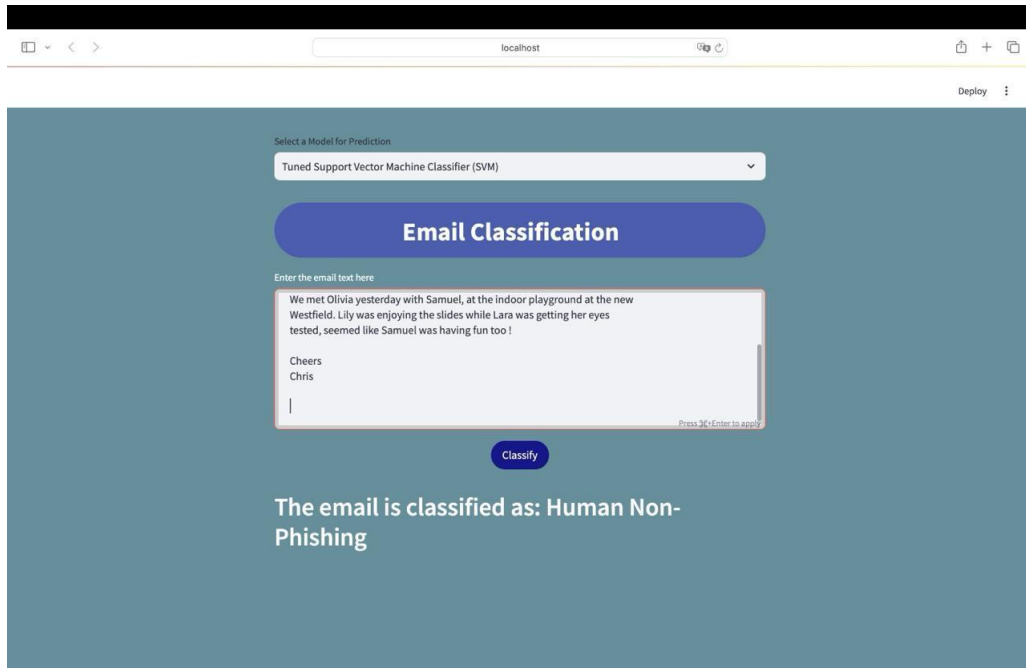 localhost
Deploy
Select a Model for Prediction
Tuned Support Vector Machine Classifier (SVM)
Email Classification
Enter the email text here
We met Olivia yesterday with Samuel, at the indoor playground at the new
Westfield. Lily was enjoying the slides while Lara was getting her eyes
tested, seemed like Samuel was having fun too !
Cheers
Chris
Press ⌘+Enter to apply
Classify
The email is classified as: Human Non-
Phishing